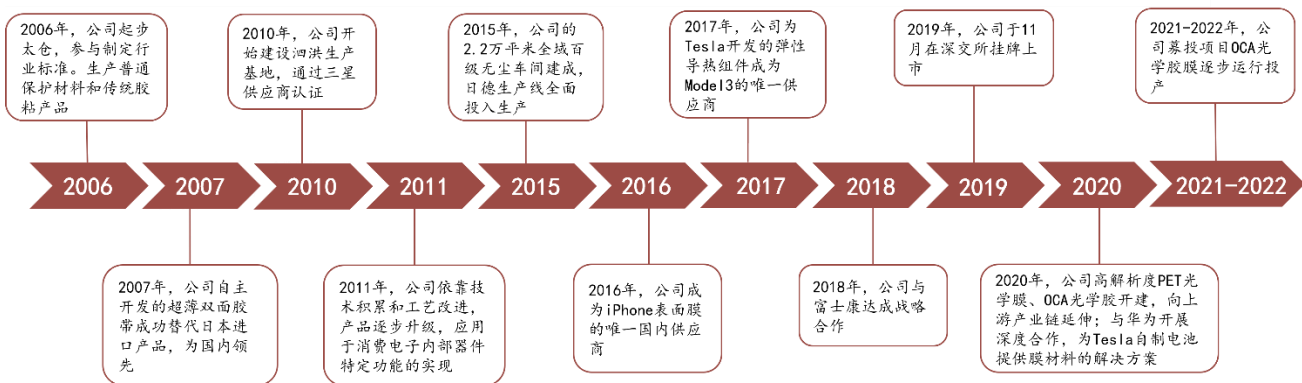 2006年，公司起步
太仓，参与制定行
业标准。生产普通
保护材料和传统胶
粘产品
2010年，公司开
始建设泗洪生产
基地，通过三星
供应商认证
2015年，公司的
2.2万平米全域百
级无尘车间建成，
日德生产线全面
投入生产
2017年，公司为
Tesla开发的弹性
导热组件成为
Model3的唯一供
应商
2019年，公司于11
月在深交所挂牌上
市
2021-2022年，公
司募投项目OCA光
学胶膜逐步运行投
产
2006
2007
2010
2011
2015
2016
2017
2018
2019
2020
2021-2022
2007年，公司自主
开发的超薄双面胶
带成功替代日本进
口产品，为国内领
先
2011年，公司依靠技
术积累和工艺改进，
产品逐步升级，应用
于消费电子内部器件
特定功能的实现
2016年，公司成
为iPhone表面膜
的唯一国内供应
商
2018年，公司与
富士康达成战略
合作
2020年，公司高解析度PET光
学膜、OCA光学胶开建，向上
游产业链延伸；与华为开展
深度合作，为Tesla自制电池
提供膜材料的解决方案